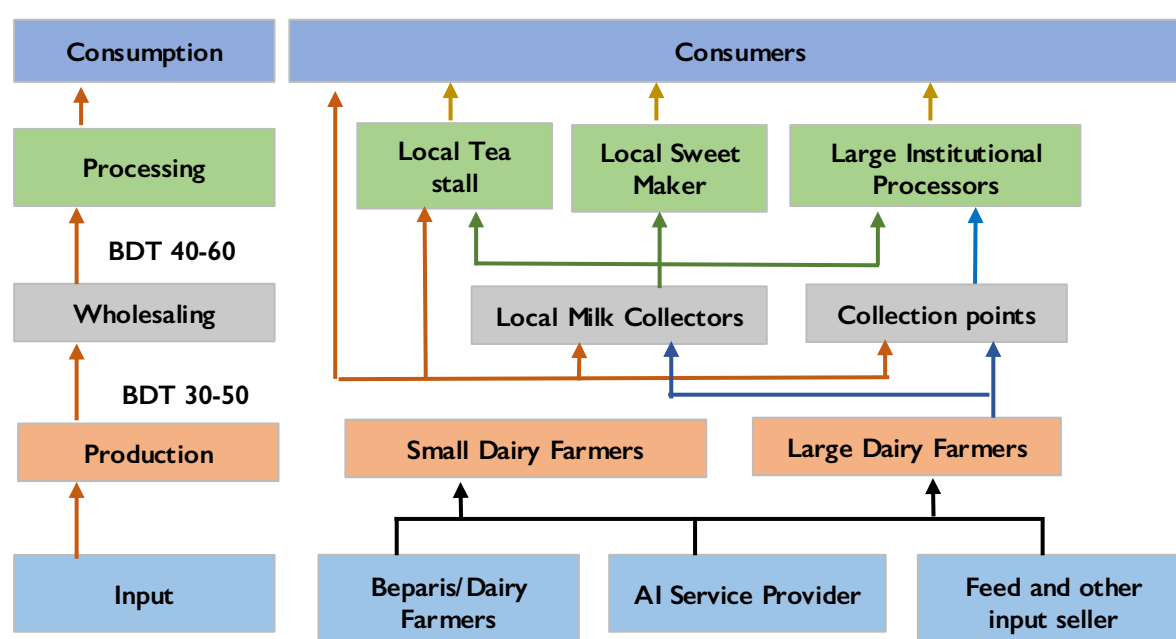 Consumption
Consumers
Processing
Local Tea
stall
Local Sweet
Maker
Large Institutional
Processors
BDT 40-60
Wholesaling
Local Milk Collectors
Collection points
BDT 30-50
Production
Small Dairy Farmers
Large Dairy Farmers
Input
Beparis/Dairy
Farmers
AI Service Provider
Feed and other
input seller